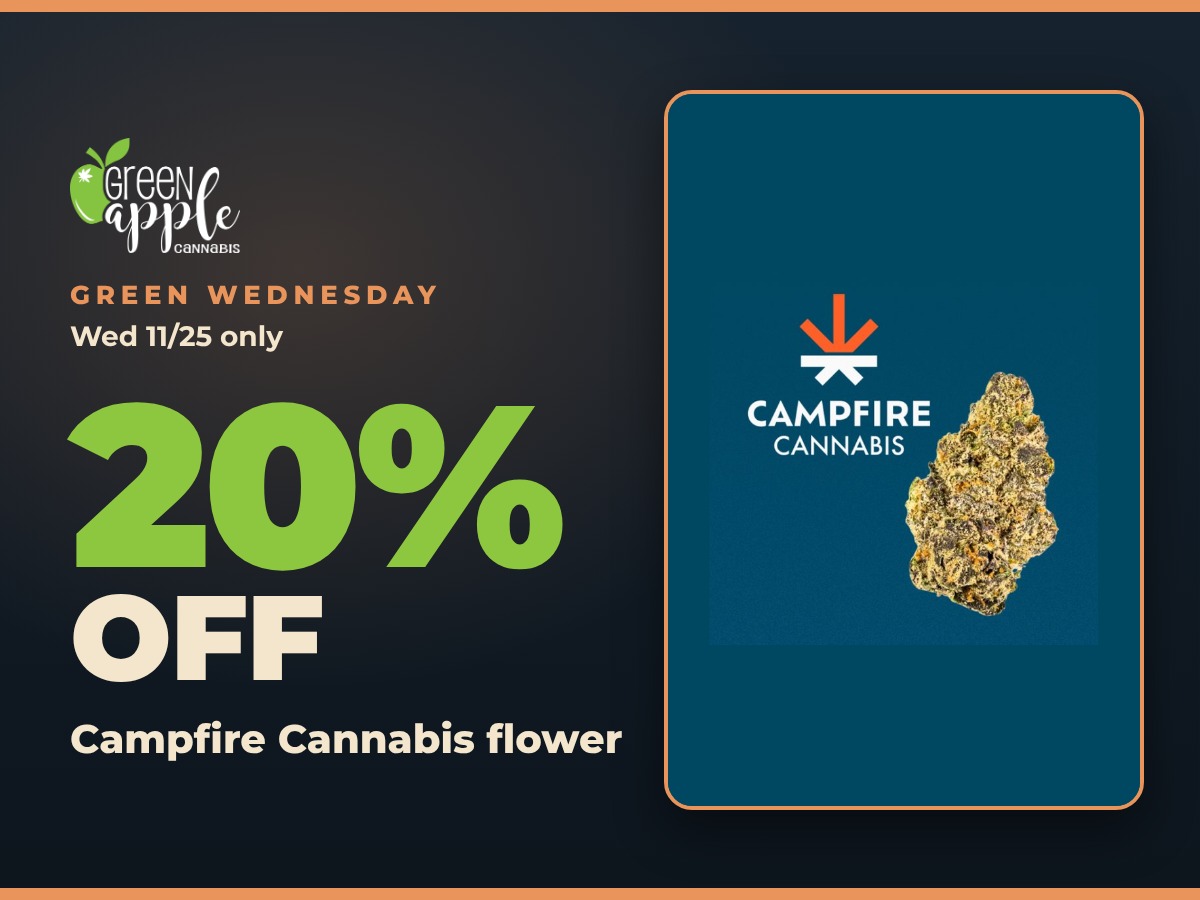 Green
apple
CANNABIS
GREEN WEDNESDAY
Wed 11/25 only
20%
OFF
Campfire Cannabis flower
CAMPFIRE
CANNABIS